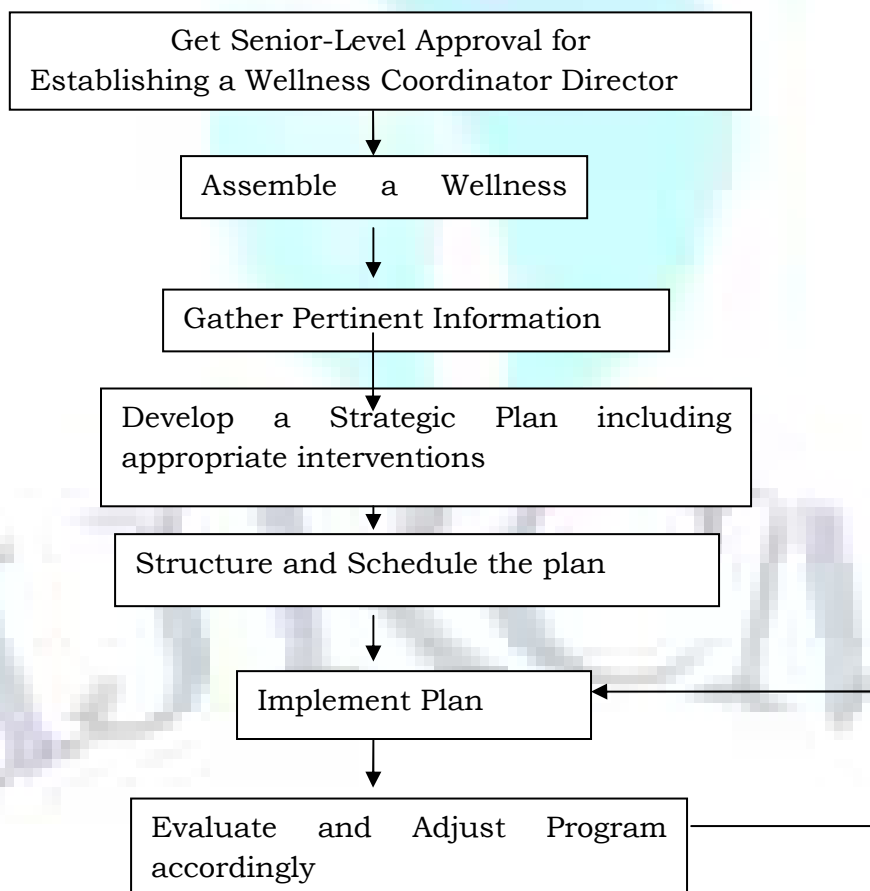 Get Senior-Level Approval for
Establishing a Wellness Coordinator Director
Assemble a Wellness
Gather Pertinent Information
Develop a Strategic Plan including
appropriate interventions
Structure and Schedule the plan
Implement Plan
Evaluate and Adjust Program
accordingly